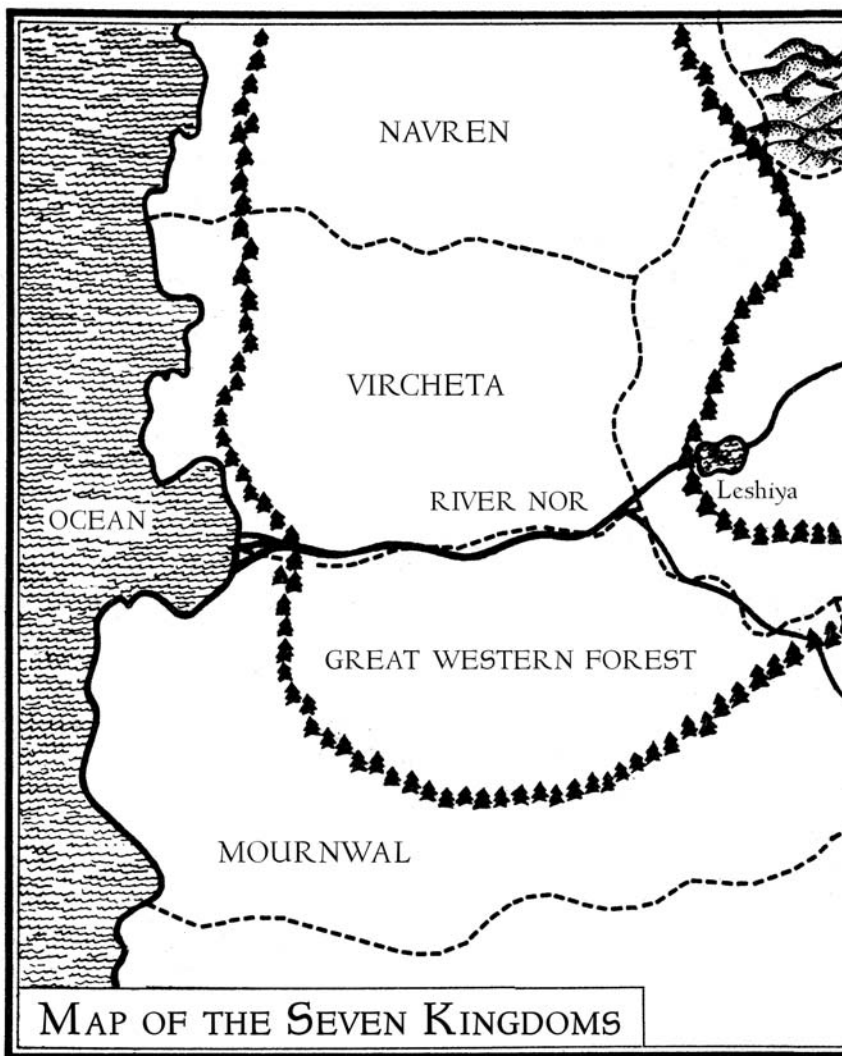 NAVREN
VIRCHETA
RIVER NOR
Leshiya
OCEAN
GREAT WESTERN FOREST
MOURNWAL
MAP OF THE SEVEN KINGDOMS